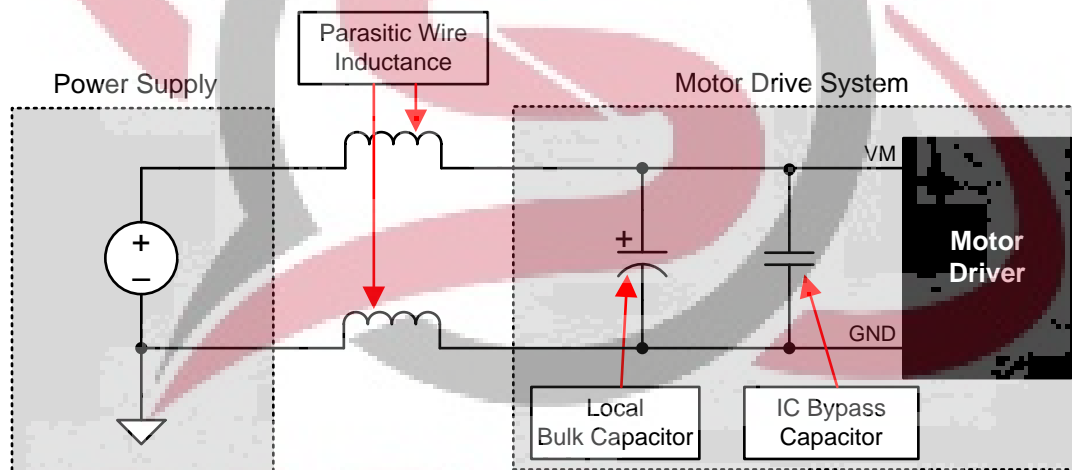 Parasitic Wire
Inductance
Power Supply
Motor Drive System
VM
+
–
+
Motor
Driver
GND
Local
Bulk Capacitor
IC Bypass
Capacitor